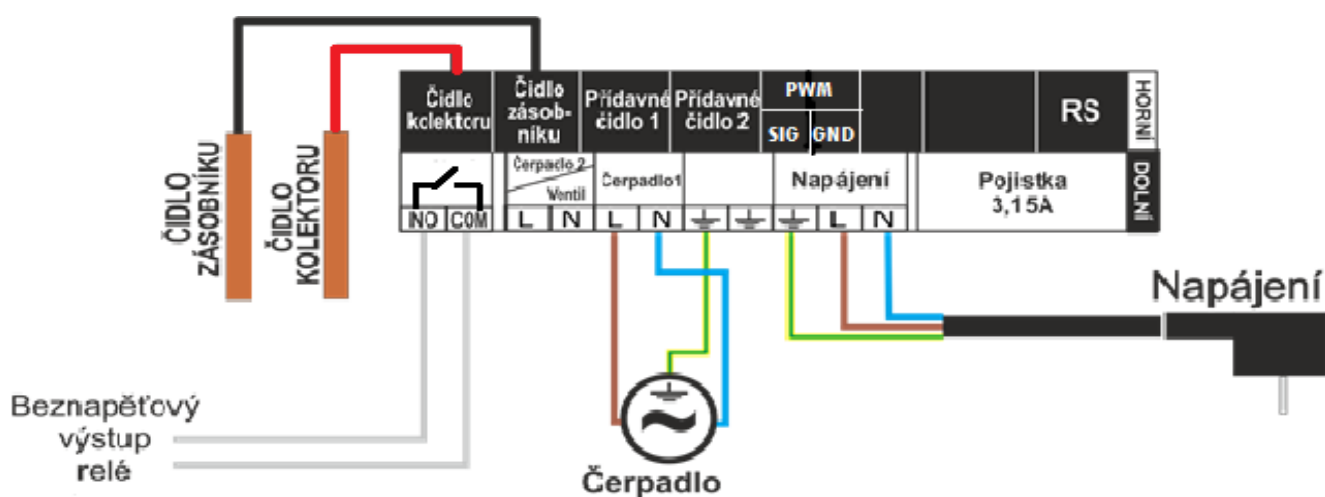 Čidlo
kolektoru
Čidlo
zásob-
níku
Přídavné
čidlo 1
Přídavné
čidlo 2
PWM
SIG GND
RS
HORNÍ
ČIDLO
ZÁSOBNÍKU
ČIDLO
KOLEKTORU
NO COM
Čerpadlo 2
Ventil
L N
Čerpadlo1
L N
Napájení
L N
Pojistka
3,15A
DOLNÍ
Napájení
Beznapěťový
výstup
relé
Čerpadlo